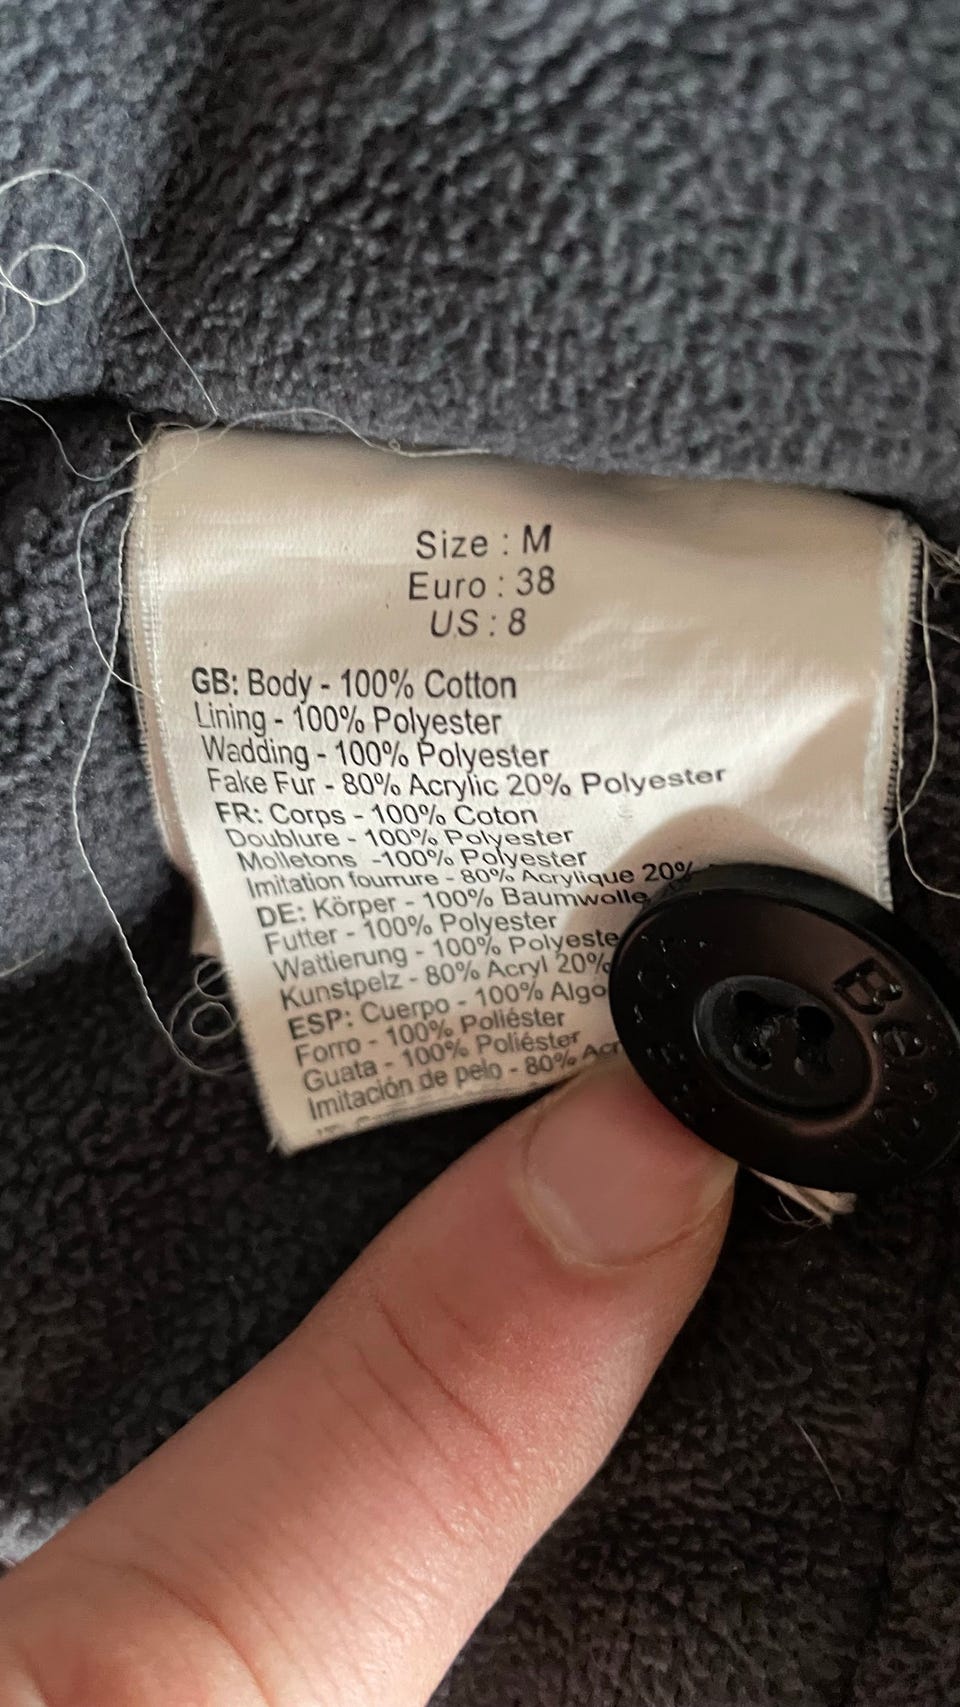 Size : M
Euro : 38
US : 8
GB: Body - 100% Cotton
Lining - 100% Polyester
Wadding - 100% Polyester
Fake Fur - 80% Acrylic 20% Polyester
FR: Corps - 100% Coton
Doublure - 100% Polyester
Molletons -100% Polyester
Imitation fourrure - 80% Acrylique 20%
DE: Körper - 100% Baumwolle
Futter - 100% Polyester
Wattierung - 100% Polyeste
Kunstpelz - 80% Acryl 20%
ESP: Cuerpo - 100% Algo
Forro - 100% Poliéster
Guata - 100% Poliéster
Imitación de pelo - 80% Acr